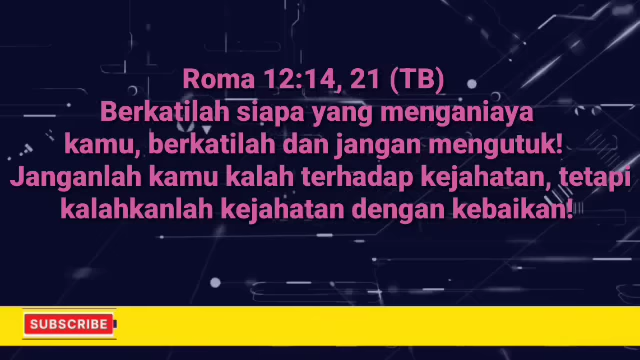 Roma 12:14, 21 (TB)
Berkatilah siapa yang menganiaya
kamu, berkatilah dan jangan mengutuk!
Janganlah kamu kalah terhadap kejahatan, tetapi
kalahkanlah kejahatan dengan kebaikan!
SUBSCRIBE